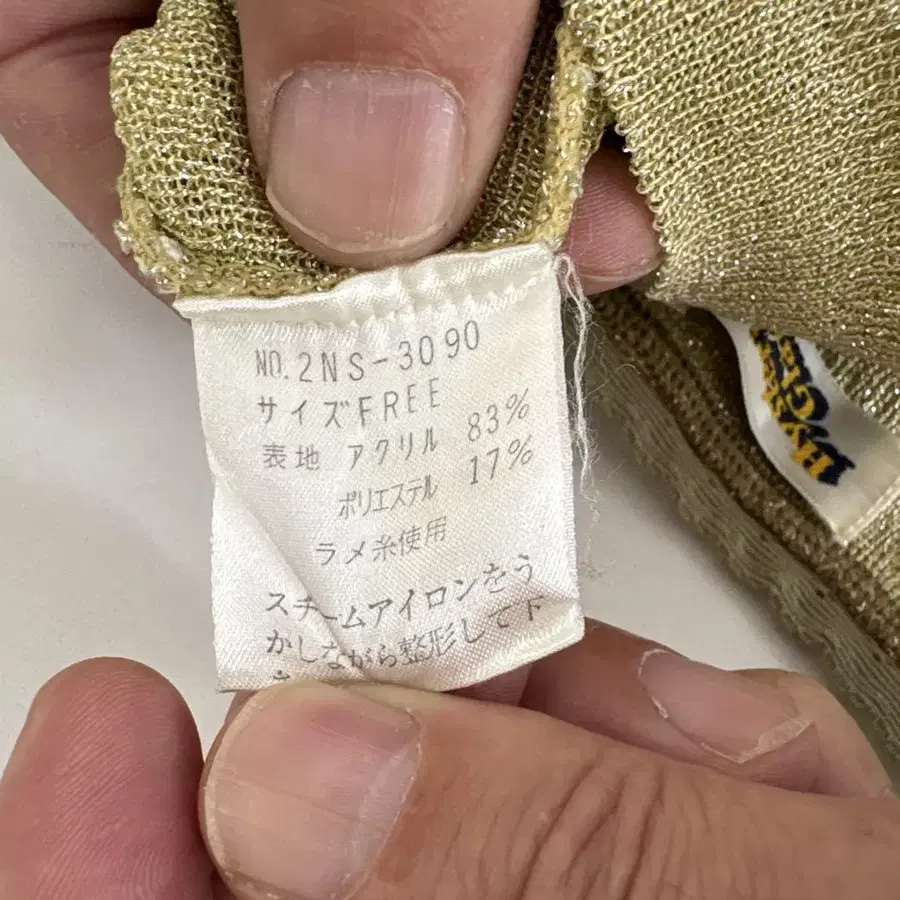 NO.2NS-3090
サイズFREE
表地 アクリル 83%
ポリエステル 17%
ラメ糸使用
スチームアイロンをう
かしながら整形して下